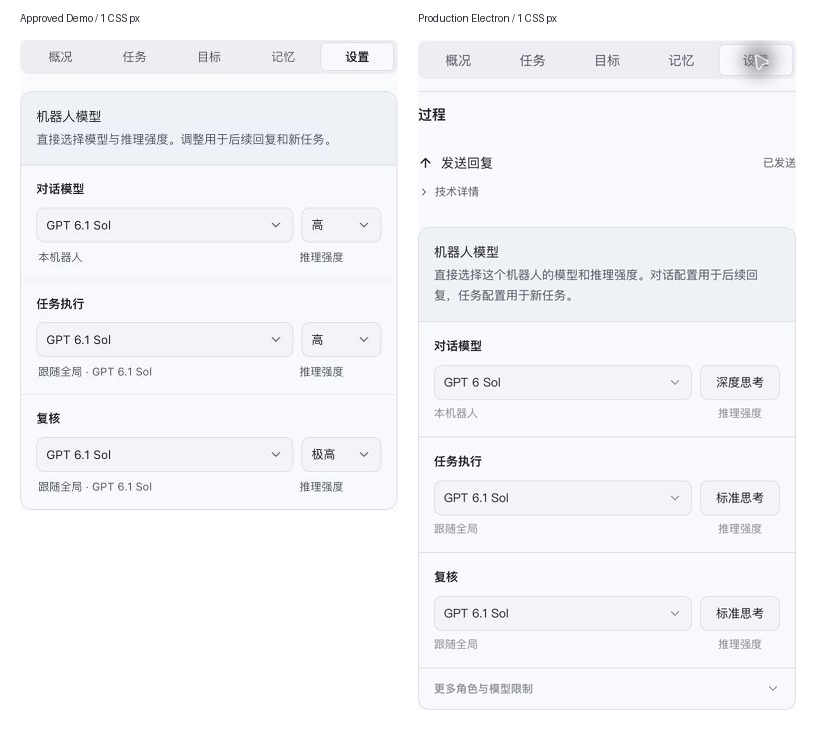 Approved Demo / 1 CSS px
概况
任务
目标
记忆
设置
机器人模型
直接选择模型与推理强度。调整用于后续回复和新任务。
对话模型
GPT 6.1 Sol
高
本机器人
推理强度
任务执行
GPT 6.1 Sol
高
跟随全局 · GPT 6.1 Sol
推理强度
复核
GPT 6.1 Sol
极高
跟随全局 · GPT 6.1 Sol
推理强度
Production Electron / 1 CSS px
概况
任务
目标
记忆
设
过程
发送回复
已发送
技术详情
机器人模型
直接选择这个机器人的模型和推理强度。对话配置用于后续回
复，任务配置用于新任务。
对话模型
GPT 6 Sol
深度思考
本机器人
推理强度
任务执行
GPT 6.1 Sol
标准思考
跟随全局
推理强度
复核
GPT 6.1 Sol
标准思考
跟随全局
推理强度
更多角色与模型限制